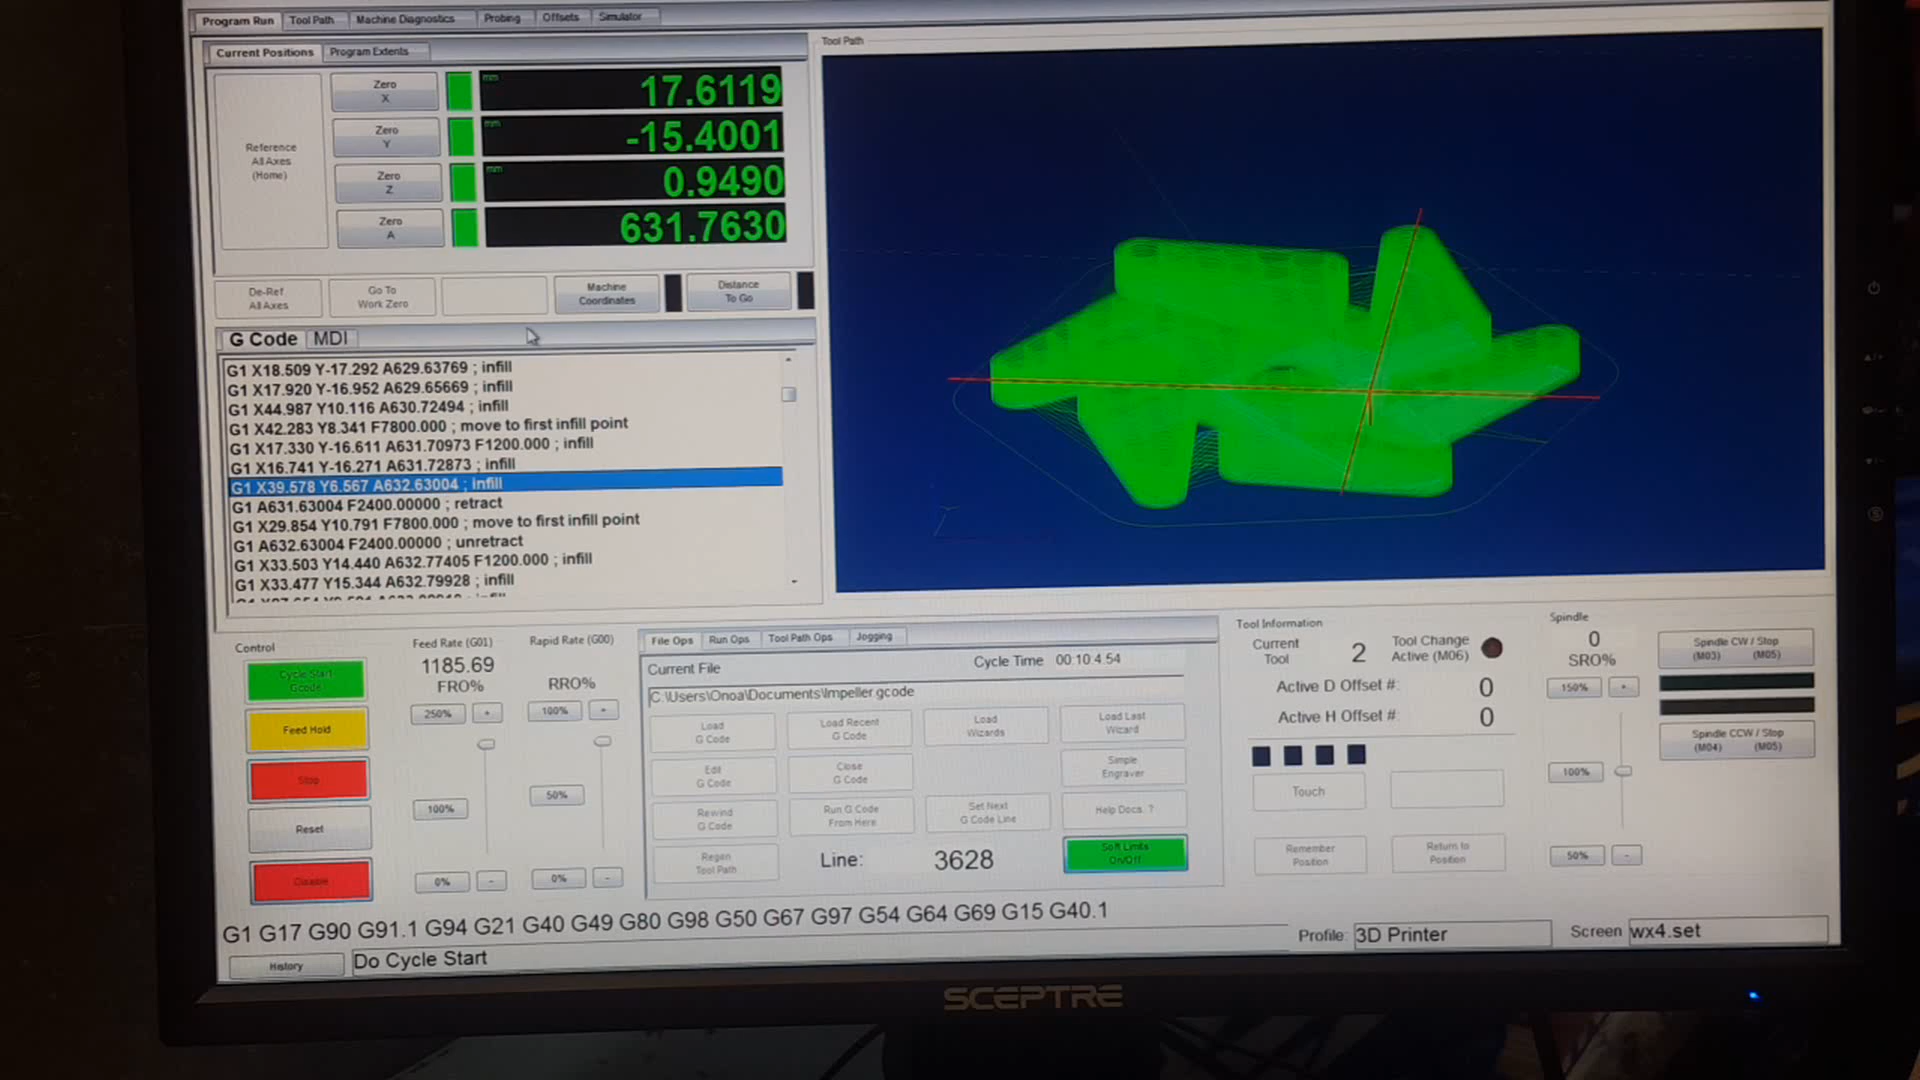 Program Run Tool Path Machine Diagnostics Probing Offsets Simulator
Current Positions Program Extents
Tool Path
Reference
All Axes
(Home)
Zero
X
mm
17.6119
Zero
Y
mm
-15.4001
Zero
Z
mm
0.9490
Zero
A
631.7630
De-Ref
All Axes
Go To
Work Zero
Machine
Coordinates
Distance
To Go
G Code MDI
G1 X18.509 Y-17.292 A629.63769 ; infill
G1 X17.920 Y-16.952 A629.65669 ; infill
G1 X44.987 Y10.116 A630.72494 ; infill
G1 X42.283 Y8.341 F7800.000 ; move to first infill point
G1 X17.330 Y-16.611 A631.70973 F1200.000 ; infill
G1 X16.741 Y-16.271 A631.72873 ; infill
G1 X39.578 Y6.567 A632.63004 ; infill
G1 A631.63004 F2400.00000 ; retract
G1 X29.854 Y10.791 F7800.000 ; move to first infill point
G1 A632.63004 F2400.00000 ; unretract
G1 X33.503 Y14.440 A632.77405 F1200.000 ; infill
G1 X33.477 Y15.344 A632.79928 ; infill
Control
Cycle Start
Gcode
Feed Hold
Stop
Reset
Disable
Feed Rate (G01)
1185.69
FRO%
250% +
100%
0% -
Rapid Rate (G00)
RRO%
100% +
50%
0% -
File Ops Run Ops Tool Path Ops Jogging
Current File
Cycle Time 00:10:4.54
C:\Users\Onoa\Documents\Impeller.gcode
Load
G Code
Load Recent
G Code
Load
Wizards
Load Last
Wizard
Edit
G Code
Close
G Code
Simple
Engraver
Rewind
G Code
Run G Code
From Here
Set Next
G Code Line
Help Docs. ?
Regen
Tool Path
Line: 3628
Soft Limits
On/Off
Tool Information
Current
Tool
2
Tool Change
Active (M06)
Active D Offset #: 0
Active H Offset #: 0
Touch
Remember
Position
Return to
Position
Spindle
0
SRO%
150% +
100%
50% -
Spindle CW / Stop
(M03) (M05)
Spindle CCW / Stop
(M04) (M05)
G1 G17 G90 G91.1 G94 G21 G40 G49 G80 G98 G50 G67 G97 G54 G64 G69 G15 G40.1
History Do Cycle Start
Profile: 3D Printer
Screen wx4.set
SCEPTRE